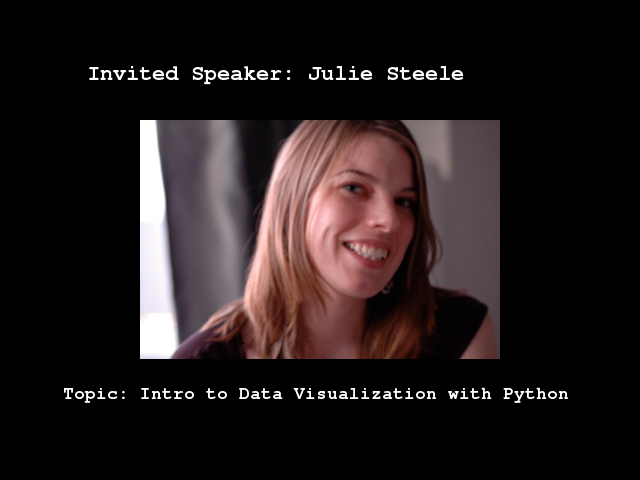 Invited Speaker: Julie Steele
Topic: Intro to Data Visualization with Python